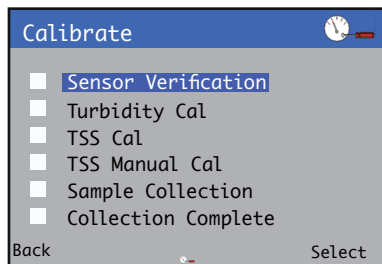 Calibrate
Sensor Verification
Turbidity Cal
TSS Cal
TSS Manual Cal
Sample Collection
Collection Complete
Back Select